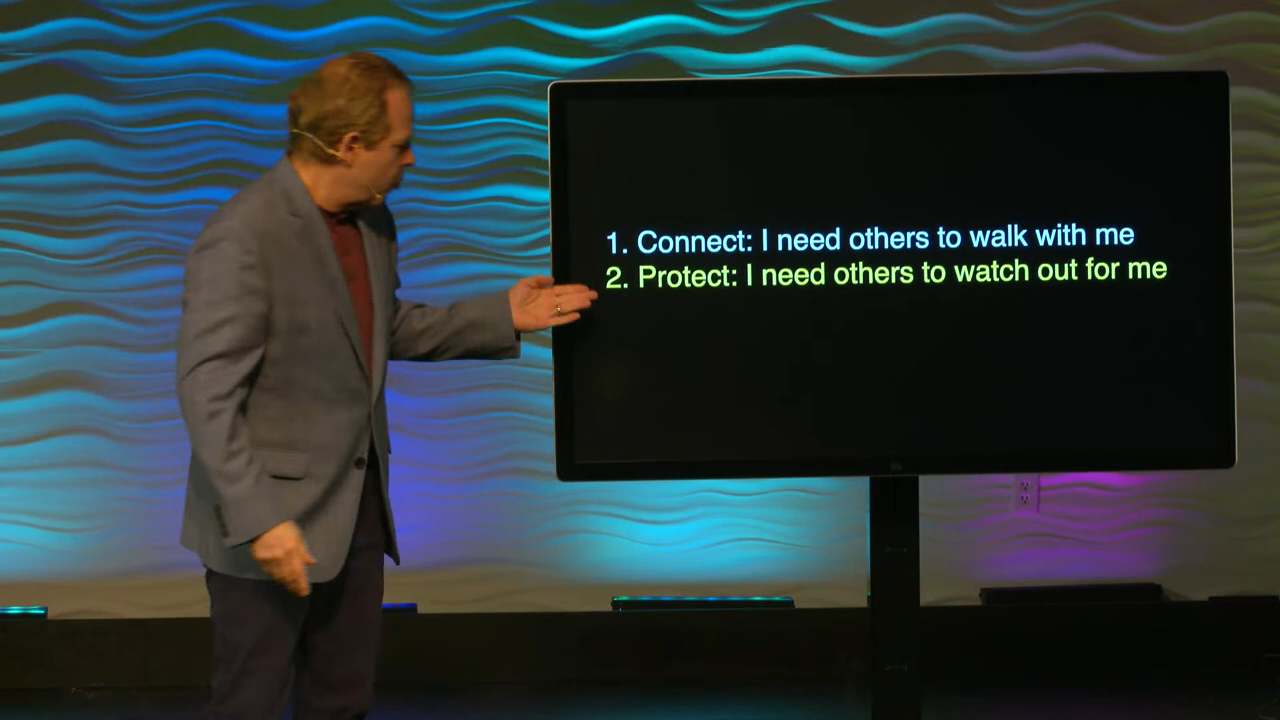 1. Connect: I need others to walk with me
2. Protect: I need others to watch out for me